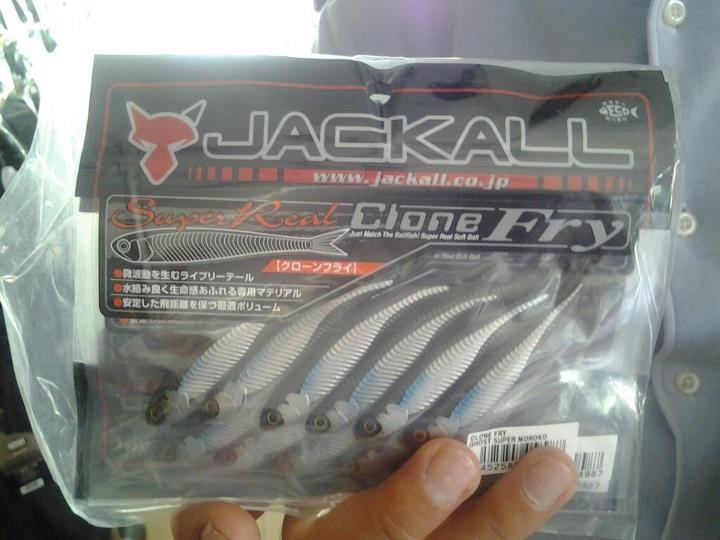 JACKALL
ECO
www.jackall.co.jp
Super Real Clone Fry
Just Match The Baitfish! Super Real Soft Bait
【クローンフライ】
●微波動を生むライブリーテール
●水絡み良く生命感あふれる専用マテリアル
●安定した飛距離を保つ最適ボリューム
CLONE FRY
GHOST SUPER MOROKO